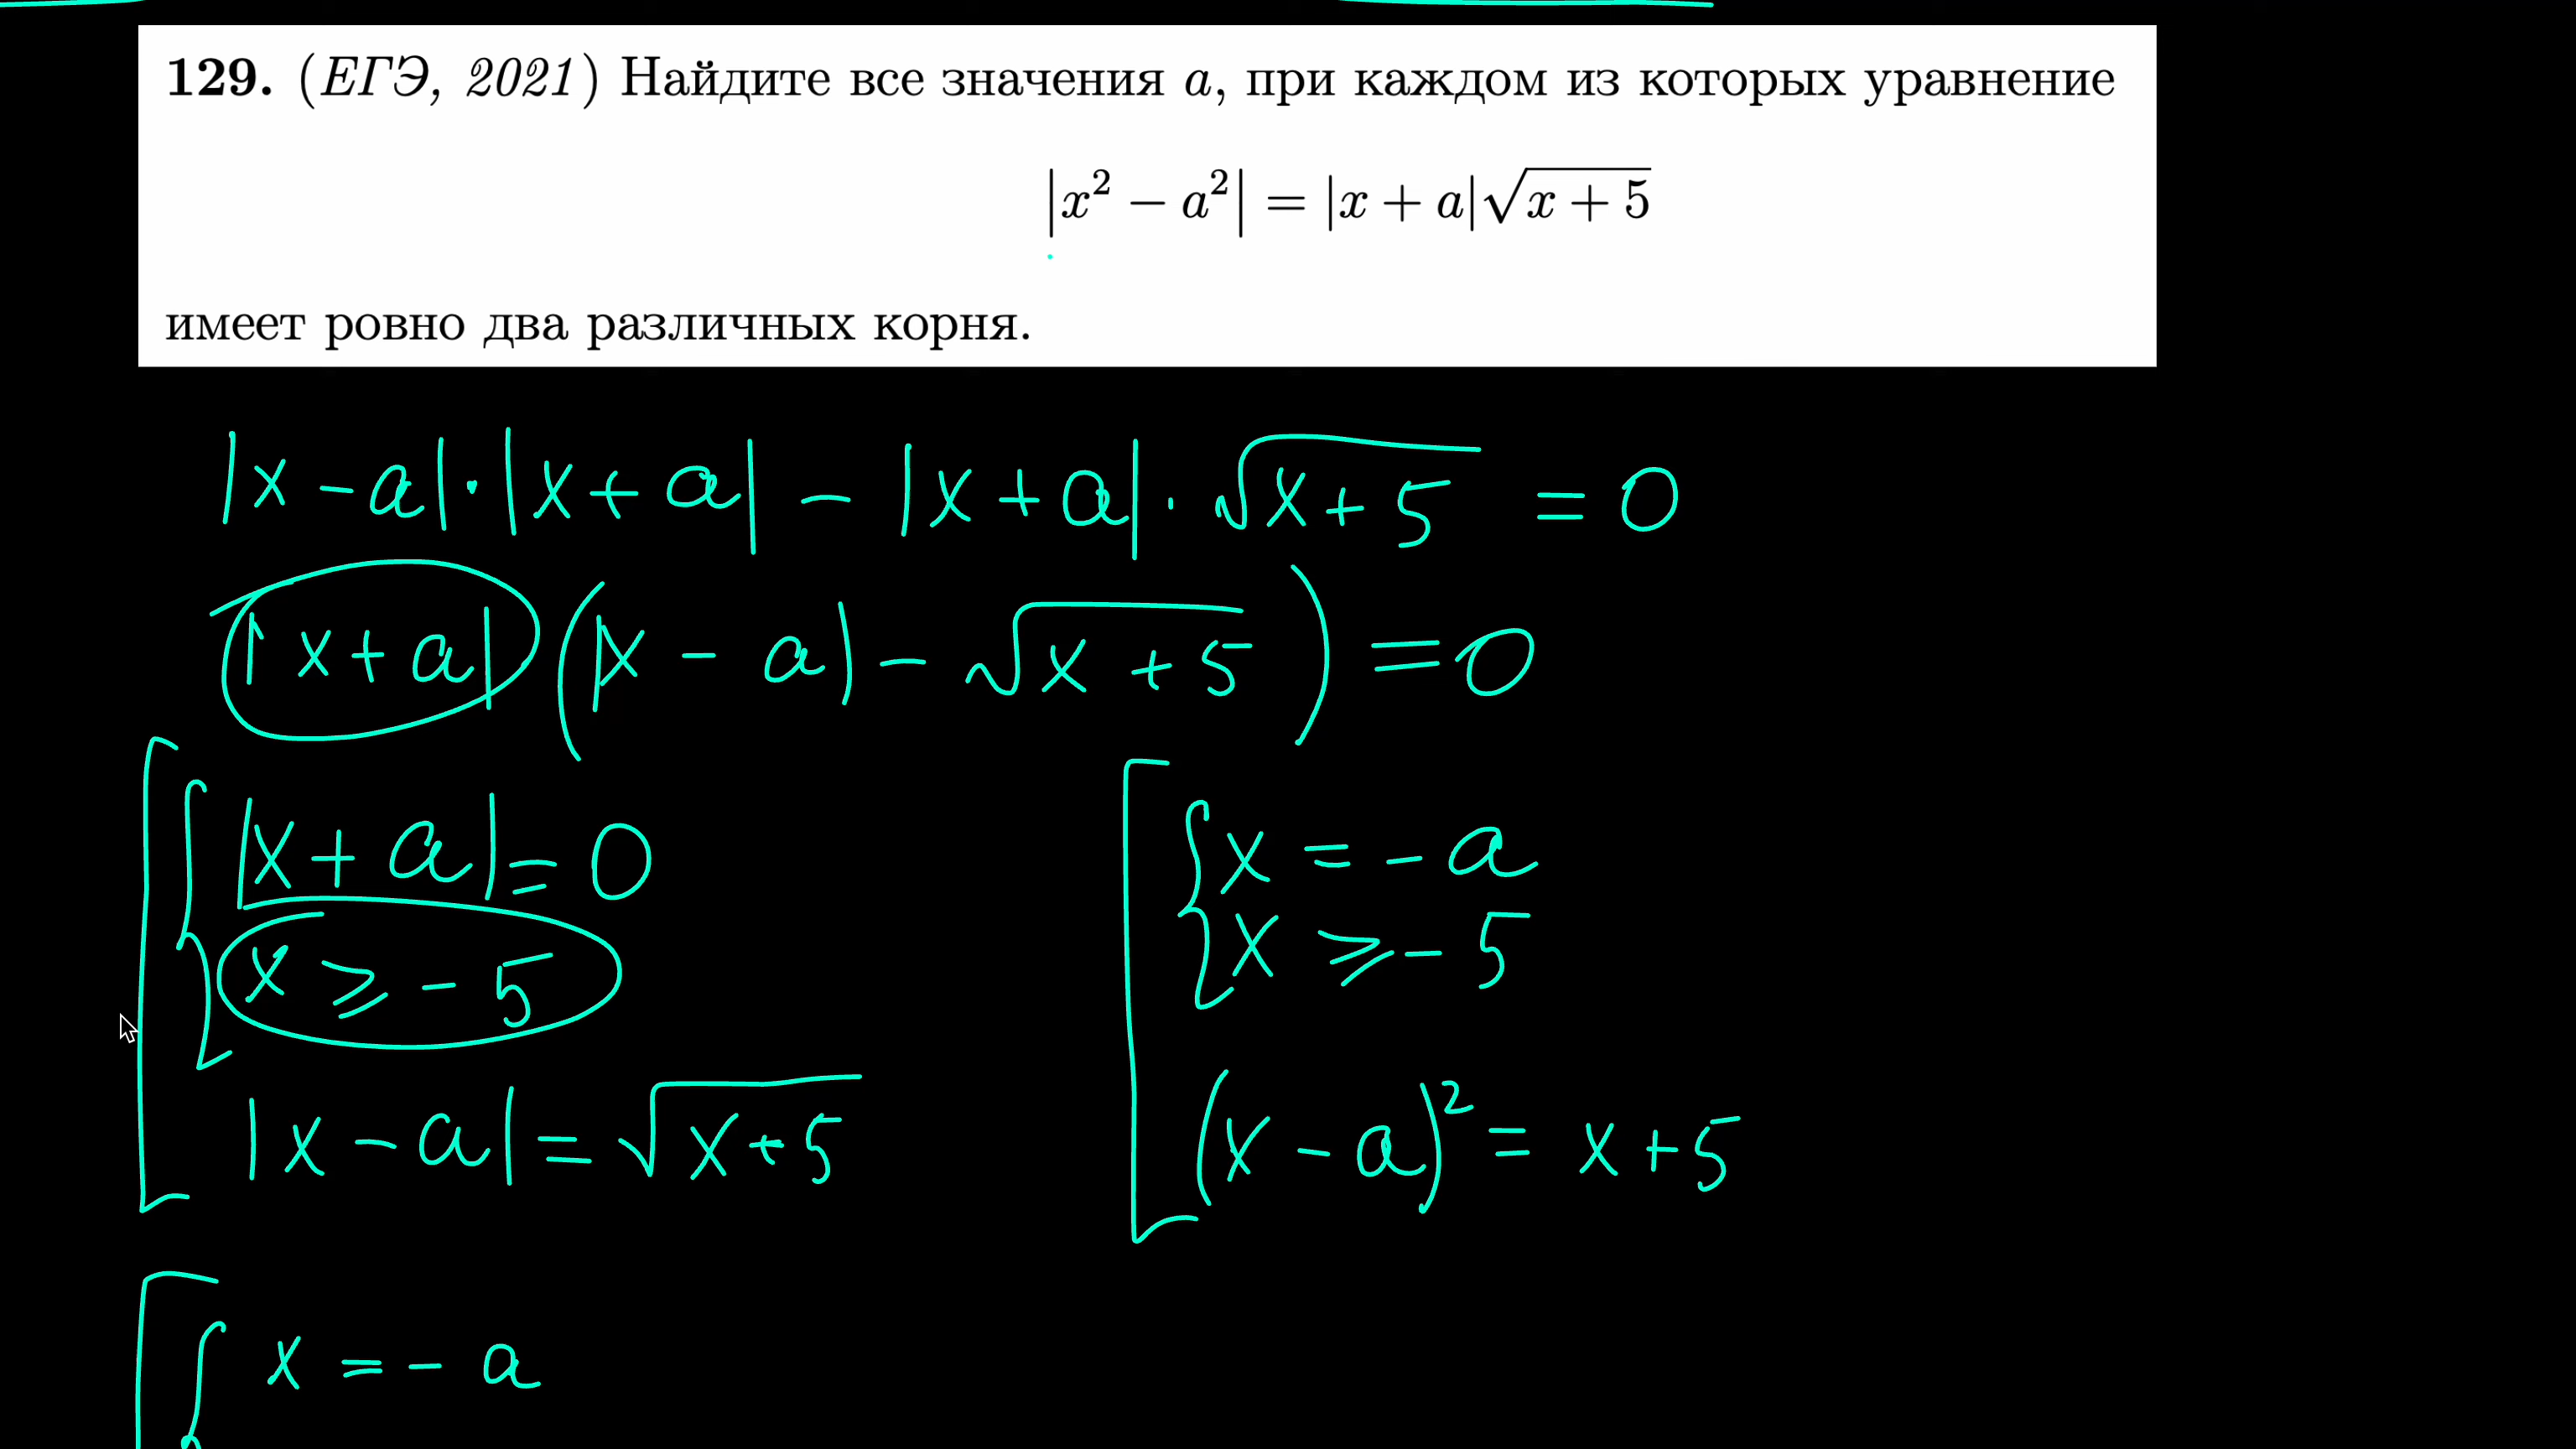 129. (ЕГЭ, 2021) Найдите все значения a, при каждом из которых уравнение
|x² − a²| = |x + a|√(x + 5)
имеет ровно два различных корня.
|x − a| · |x + a| − |x + a| · √(x + 5) = 0
|x + a| (|x − a| − √(x + 5)) = 0
|x + a| = 0
x ⩾ − 5
|x − a| = √(x + 5)
x = − a
x ⩾ − 5
(x − a)² = x + 5
x = − a